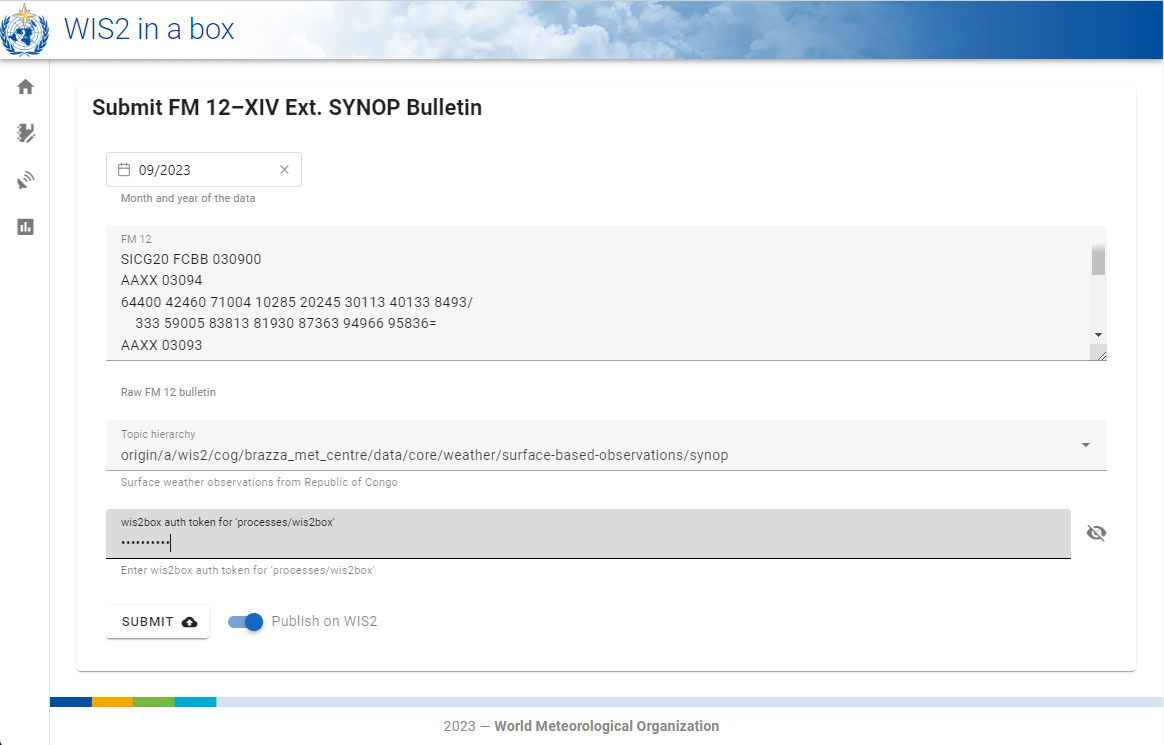 WIS2 in a box
Submit FM 12–XIV Ext. SYNOP Bulletin
09/2023
Month and year of the data
FM 12
SICG20 FCBB 030900
AAXX 03094
64400 42460 71004 10285 20245 30113 40133 8493/
333 59005 83813 81930 87363 94966 95836=
AAXX 03093
Raw FM 12 bulletin
Topic hierarchy
origin/a/wis2/cog/brazza_met_centre/data/core/weather/surface-based-observations/synop
Surface weather observations from Republic of Congo
wis2box auth token for 'processes/wis2box'
••••••••••
Enter wis2box auth token for 'processes/wis2box'
SUBMIT
Publish on WIS2
2023 — World Meteorological Organization